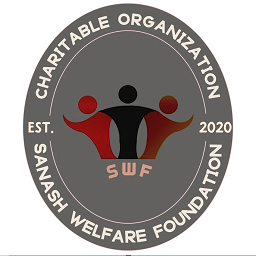 CHARITABLE ORGANIZATION
EST. 2020
SWF
SANASH WELFARE FOUNDATION